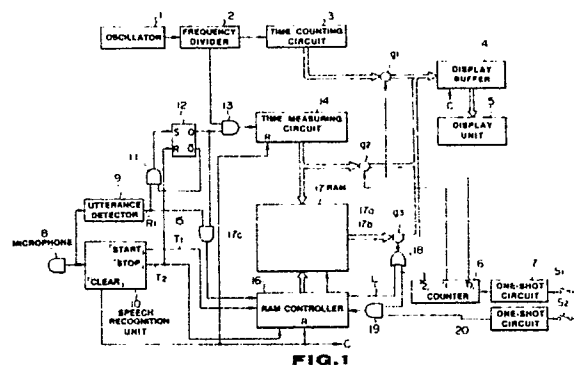 1
2
3
OSCILLATOR
FREQUENCY DIVIDER
TIME COUNTING CIRCUIT
g1
4
DISPLAY BUFFER
C
5
DISPLAY UNIT
12
13
14
S Q
R Q̄
TIME MEASURING CIRCUIT
R
11
g2
9
UTTERANCE DETECTOR
R1
15
17c
17 RAM
17a
17b
g3
18
8
MICROPHONE
"START"
T1
"STOP"
T2
"CLEAR"
10
SPEECH RECOGNITION UNIT
16
RAM CONTROLLER
R
L
19
C
6
COUNTER
7
ONE-SHOT CIRCUIT
S1
20
ONE-SHOT CIRCUIT
S2
FIG.1